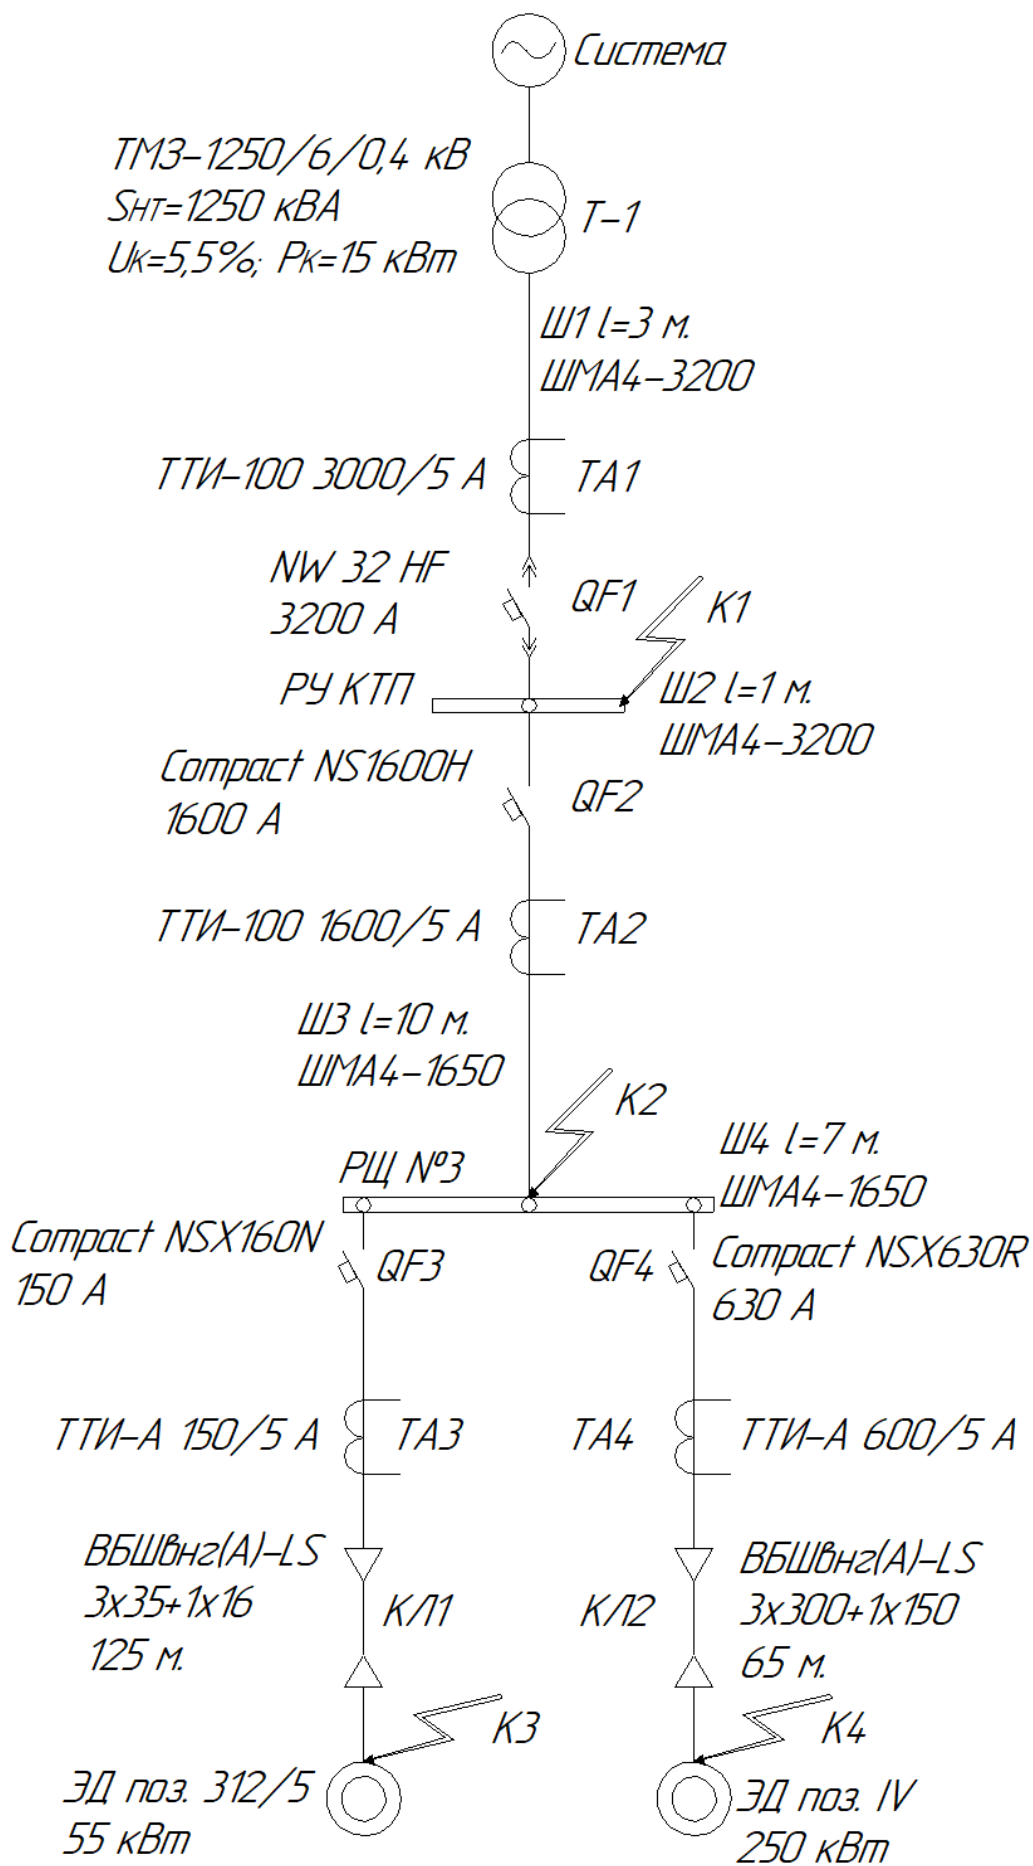 Система
ТМЗ-1250/6/0,4 кВ
Sнт=1250 кВА
Uк=5,5%; Рк=15 кВт
Т-1
Ш1 l=3 м.
ШМА4-3200
ТТИ-100 3000/5 А
ТА1
NW 32 HF
3200 А
QF1
К1
РУ КТП
Ш2 l=1 м.
ШМА4-3200
Compact NS1600H
1600 А
QF2
ТТИ-100 1600/5 А
ТА2
Ш3 l=10 м.
ШМА4-1650
К2
РЩ №3
Ш4 l=7 м.
ШМА4-1650
Compact NSX160N
150 А
QF3
QF4
Compact NSX630R
630 А
ТТИ-А 150/5 А
ТА3
ТА4
ТТИ-А 600/5 А
ВБШвнг(А)-LS
3х35+1х16
125 м.
КЛ1
КЛ2
ВБШвнг(А)-LS
3х300+1х150
65 м.
К3
К4
ЭД поз. 312/5
55 кВт
ЭД поз. IV
250 кВт